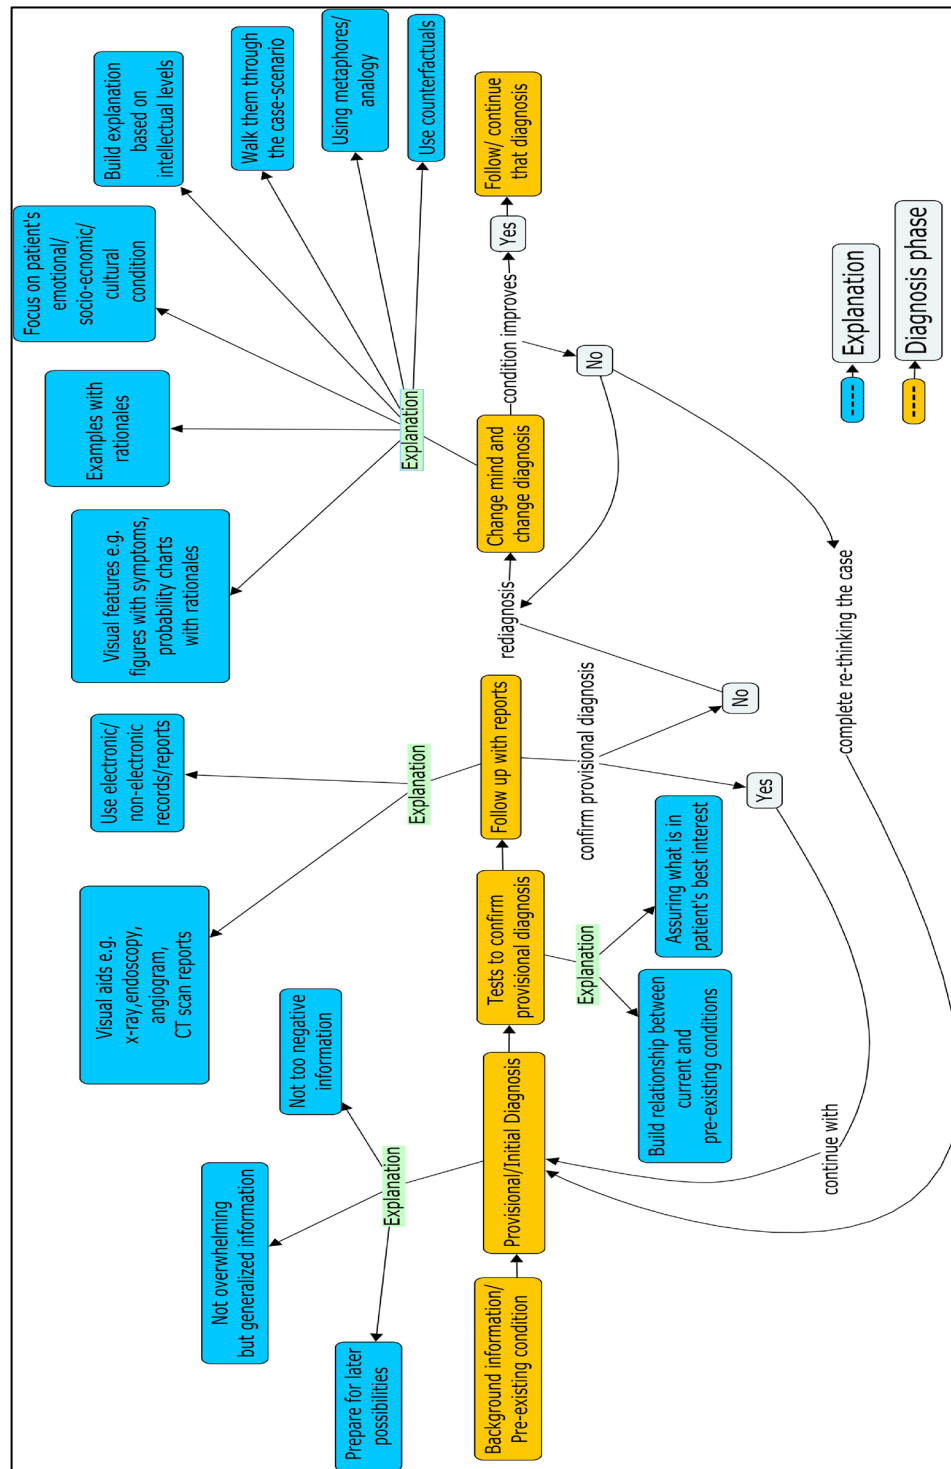 Not overwhelming
but generalized information
Prepare for later
possibilities
Not too negative
information
Explanation
Visual aids e.g.
x-ray,endoscopy,
angiogram,
CT scan reports
Use electronic/
non-electronic
records/reports
Explanation
Visual features e.g.
figures with symptoms,
probability charts
with rationales
Examples with
rationales
Focus on patient's
emotional/
socio-ecnomic/
cultural
condition
Build explanation
based on
intellectual levels
Walk them through
the case-scenario
Using metaphores/
analogy
Use counterfactuals
Explanation
Background information/
Pre-existing condition
Provisional/Initial Diagnosis
Tests to confirm
provisional diagnosis
Follow up with reports
rediagnosis
Change mind and
change diagnosis
condition improves
Yes
Follow/ continue
that diagnosis
No
Explanation
Build relationship between
current and
pre-existing conditions
Assuring what is in
patient's best interest
confirm provisional diagnosis
No
Yes
continue with
complete re-thinking the case
----
Explanation
----
Diagnosis phase